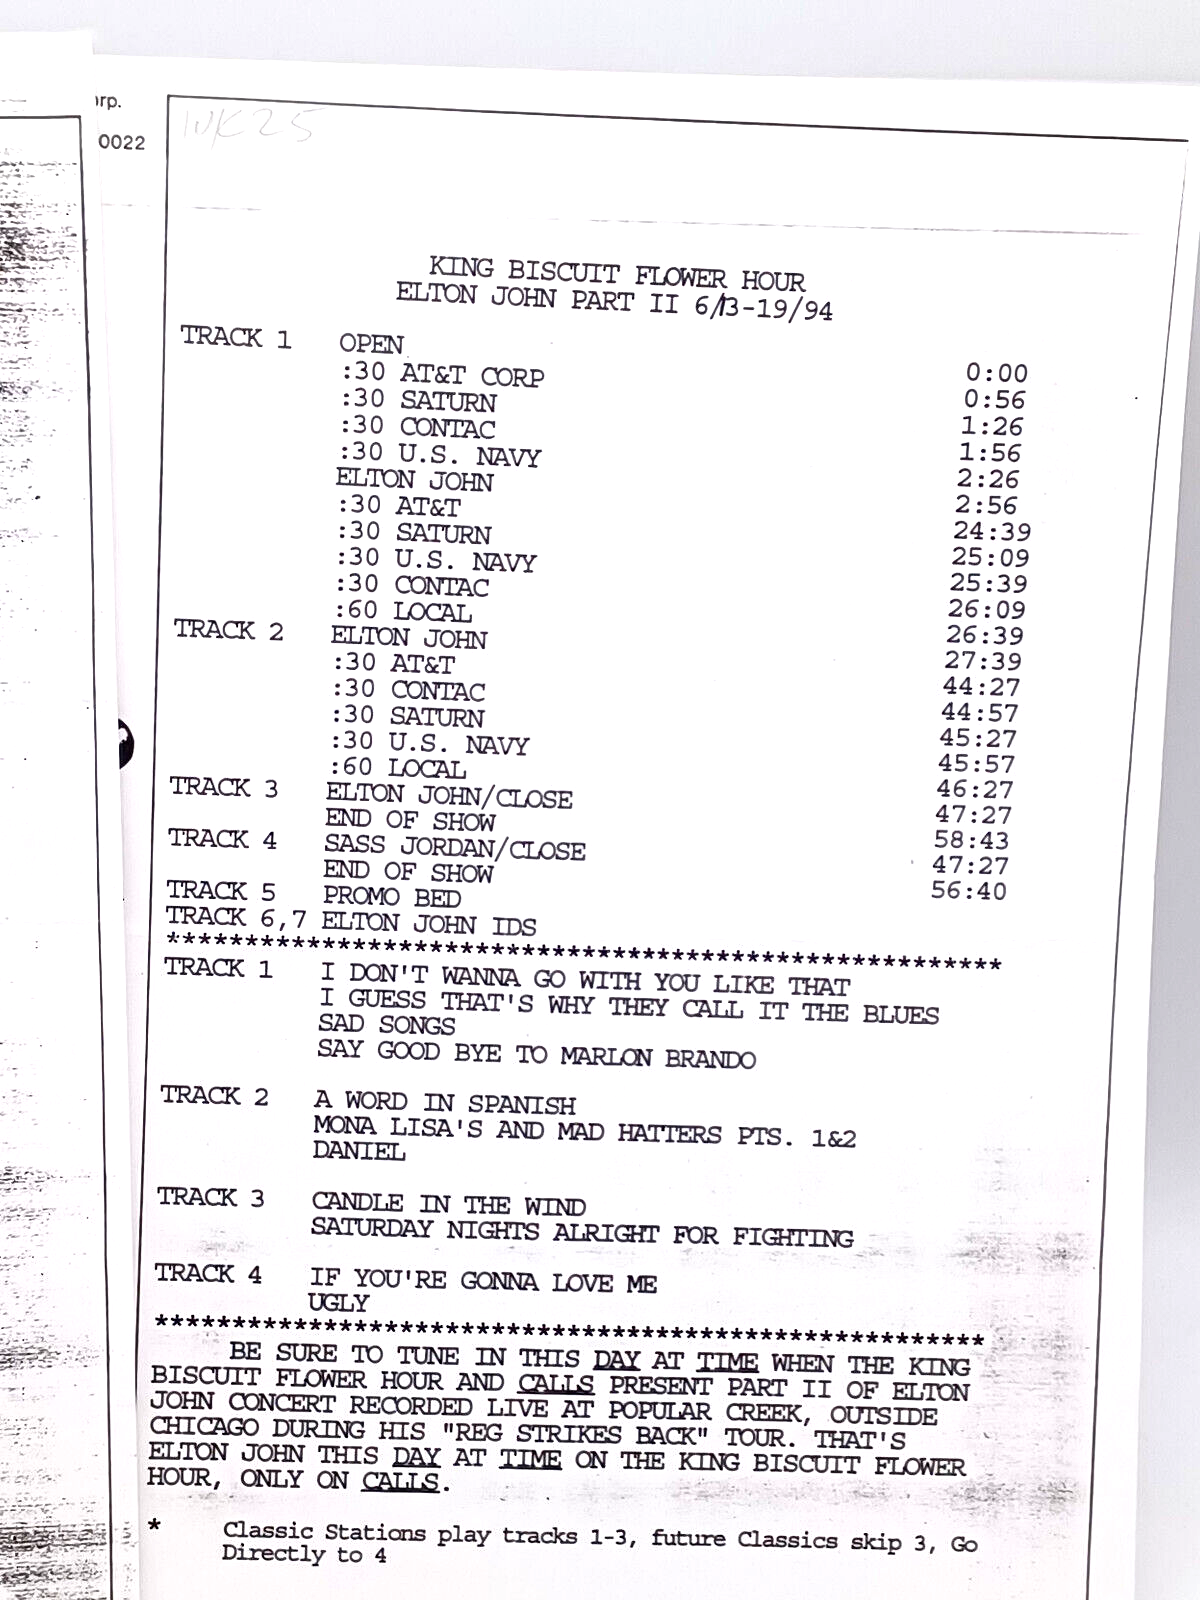 orp.
0022
WK25
KING BISCUIT FLOWER HOUR
ELTON JOHN PART II 6/13-19/94
TRACK 1 OPEN 0:00
:30 AT&T CORP 0:56
:30 SATURN 1:26
:30 CONTAC 1:56
:30 U.S. NAVY 2:26
ELTON JOHN 2:56
:30 AT&T 24:39
:30 SATURN 25:09
:30 U.S. NAVY 25:39
:30 CONTAC 26:09
:60 LOCAL 26:39
TRACK 2 ELTON JOHN 27:39
:30 AT&T 44:27
:30 CONTAC 44:57
:30 SATURN 45:27
:30 U.S. NAVY 45:57
:60 LOCAL 46:27
TRACK 3 ELTON JOHN/CLOSE 47:27
END OF SHOW 58:43
TRACK 4 SASS JORDAN/CLOSE 47:27
END OF SHOW 56:40
TRACK 5 PROMO BED
TRACK 6,7 ELTON JOHN IDS
******************************************************
TRACK 1 I DON'T WANNA GO WITH YOU LIKE THAT
I GUESS THAT'S WHY THEY CALL IT THE BLUES
SAD SONGS
SAY GOOD BYE TO MARLON BRANDO
TRACK 2 A WORD IN SPANISH
MONA LISA'S AND MAD HATTERS PTS. 1&2
DANIEL
TRACK 3 CANDLE IN THE WIND
SATURDAY NIGHTS ALRIGHT FOR FIGHTING
TRACK 4 IF YOU'RE GONNA LOVE ME
UGLY
******************************************************
BE SURE TO TUNE IN THIS DAY AT TIME WHEN THE KING
BISCUIT FLOWER HOUR AND CALLS PRESENT PART II OF ELTON
JOHN CONCERT RECORDED LIVE AT POPULAR CREEK, OUTSIDE
CHICAGO DURING HIS "REG STRIKES BACK" TOUR. THAT'S
ELTON JOHN THIS DAY AT TIME ON THE KING BISCUIT FLOWER
HOUR, ONLY ON CALLS.
* Classic Stations play tracks 1-3, future Classics skip 3, Go
Directly to 4